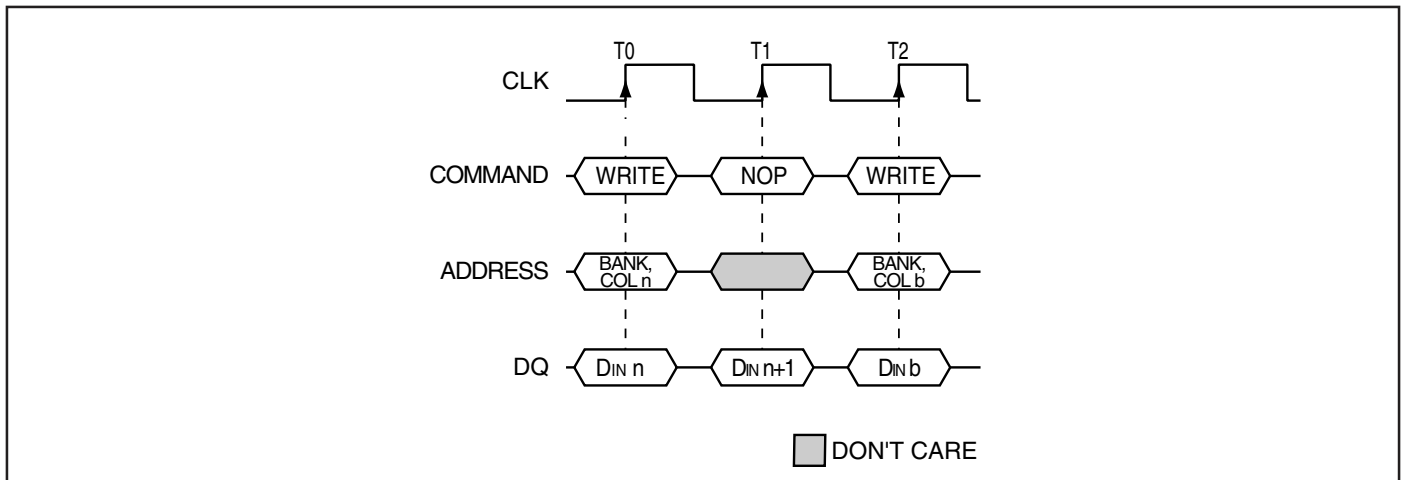 T0 T1 T2
CLK
COMMAND WRITE NOP WRITE
ADDRESS BANK, COL n BANK, COL b
DQ DIN n DIN n+1 DIN b
DON'T CARE